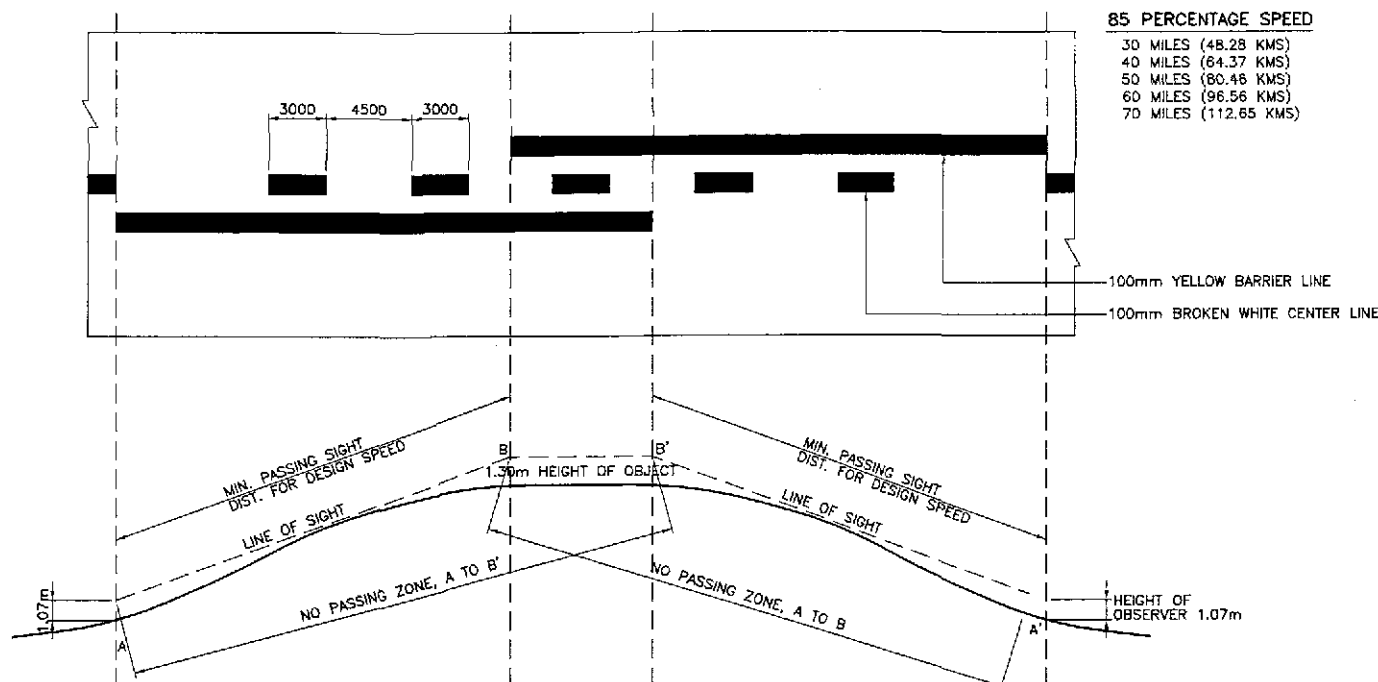 85 PERCENTAGE SPEED
30 MILES (48.28 KMS)
40 MILES (64.37 KMS)
50 MILES (80.46 KMS)
60 MILES (96.56 KMS)
70 MILES (112.65 KMS)
3000
4500
3000
100mm YELLOW BARRIER LINE
100mm BROKEN WHITE CENTER LINE
MIN. PASSING SIGHT
DIST. FOR DESIGN SPEED
LINE OF SIGHT
B
B'
1.30m HEIGHT OF OBJECT
MIN. PASSING SIGHT
DIST. FOR DESIGN SPEED
LINE OF SIGHT
NO PASSING ZONE, A TO B'
NO PASSING ZONE, A TO B
1.07m
A
A'
HEIGHT OF
OBSERVER 1.07m